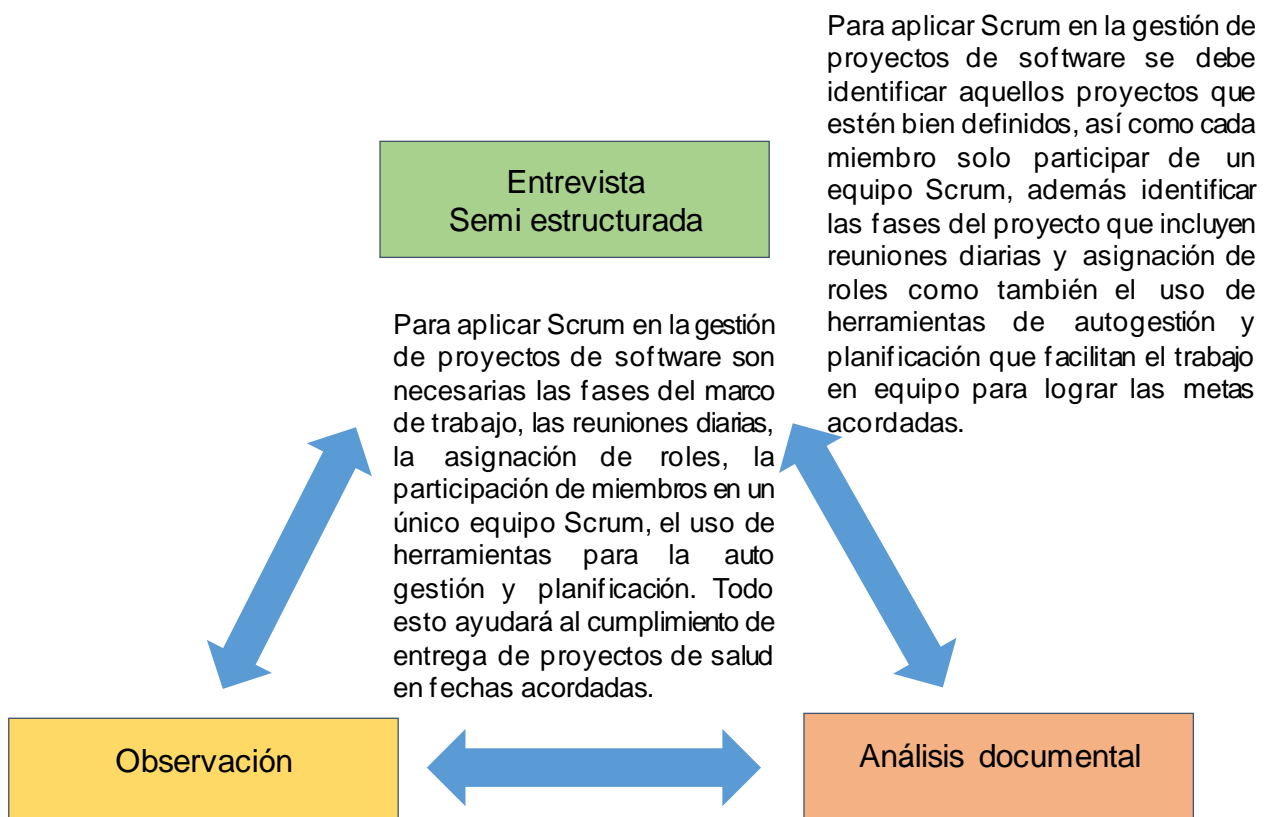 Para aplicar Scrum en la gestión de
proyectos de software se debe
identificar aquellos proyectos que
estén bien definidos, así como cada
miembro solo participar de un
equipo Scrum, además identificar
las fases del proyecto que incluyen
reuniones diarias y asignación de
roles como también el uso de
herramientas de autogestión y
planificación que facilitan el trabajo
en equipo para lograr las metas
acordadas.
Entrevista
Semi estructurada
Para aplicar Scrum en la gestión
de proyectos de software son
necesarias las fases del marco
de trabajo, las reuniones diarias,
la asignación de roles, la
participación de miembros en un
único equipo Scrum, el uso de
herramientas para la auto
gestión y planificación. Todo
esto ayudará al cumplimiento de
entrega de proyectos de salud
en fechas acordadas.
Observación
Análisis documental